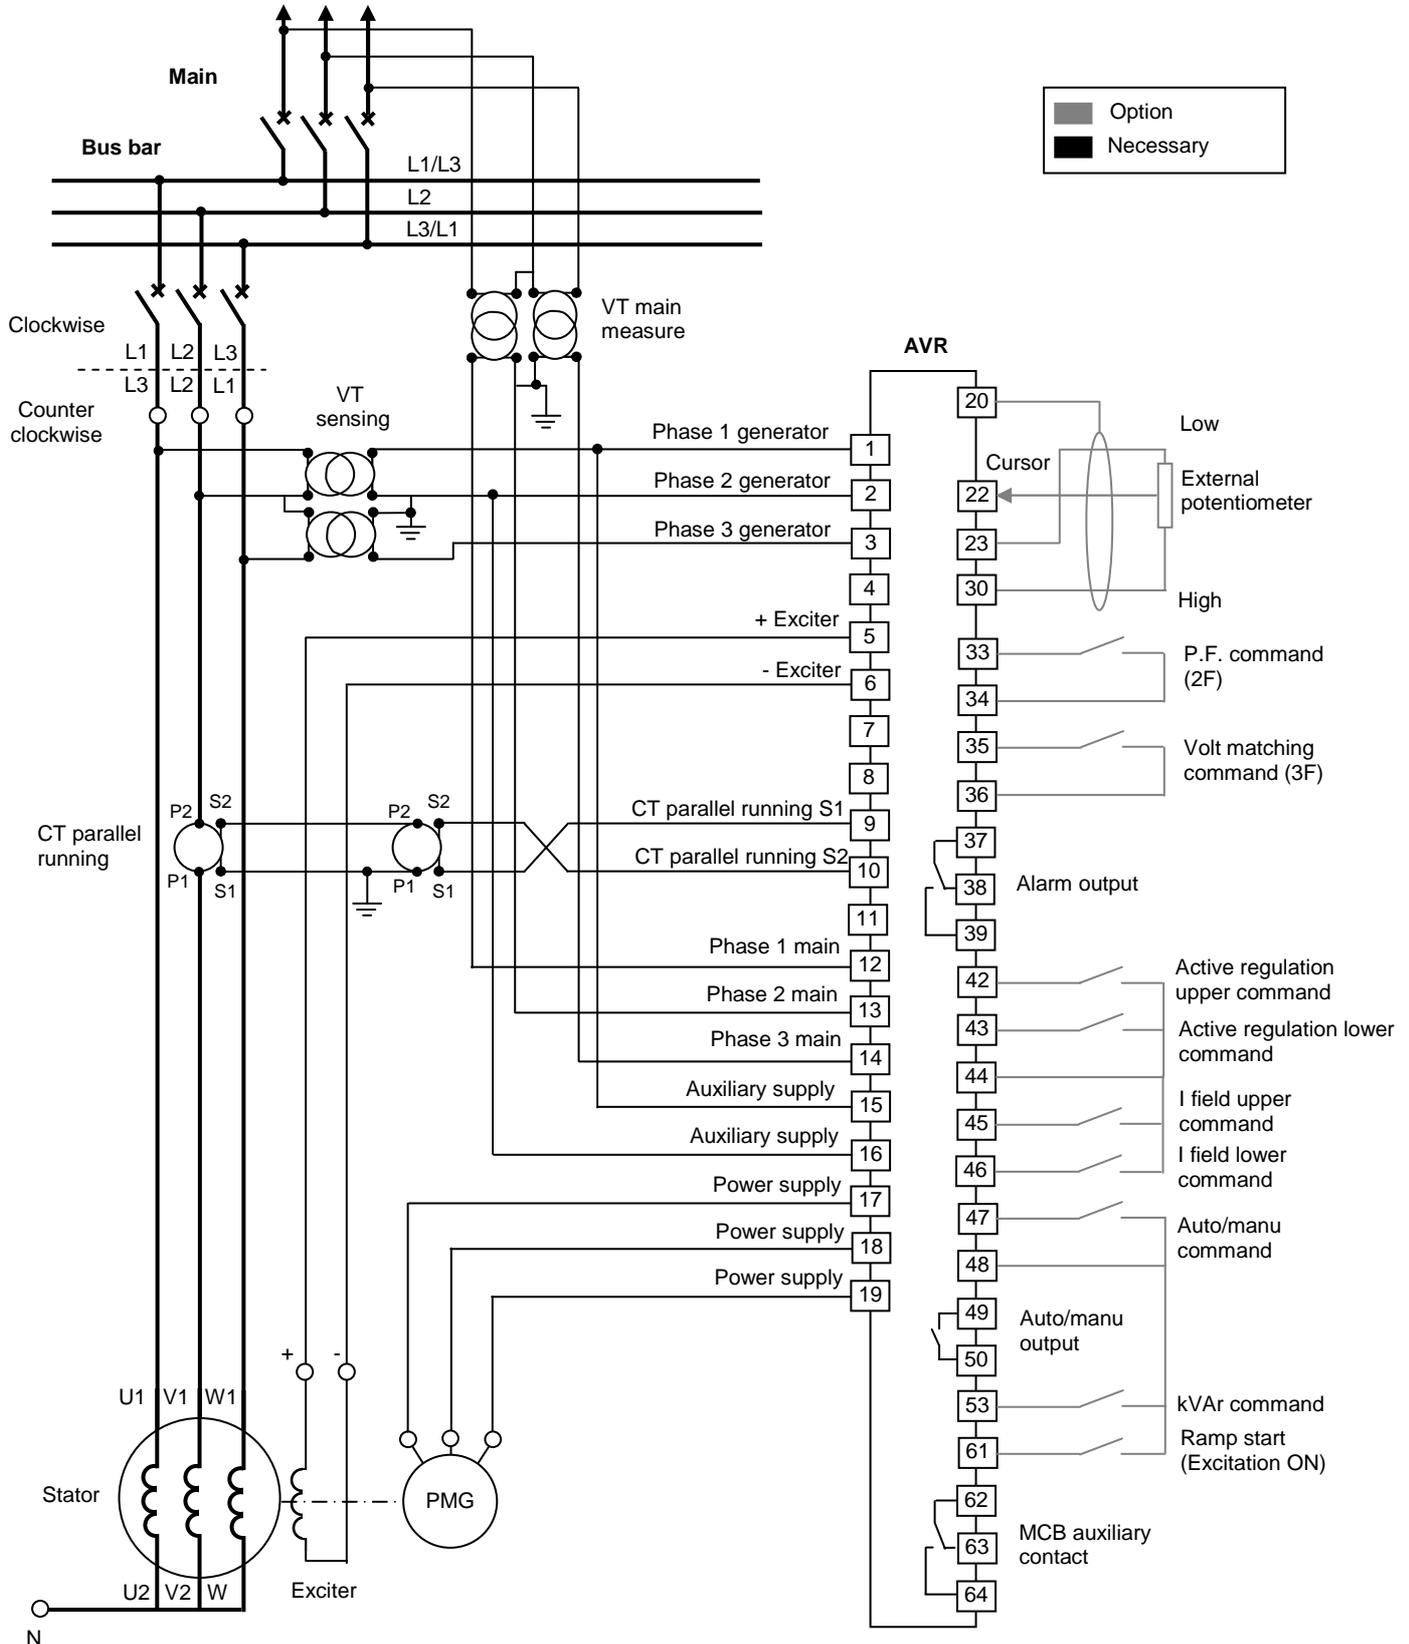 Main
Bus bar
L1/L3
L2
L3/L1
Option
Necessary
Clockwise
L1 L2 L3
L3 L2 L1
Counter
clockwise
VT
sensing
VT main
measure
AVR
Phase 1 generator
Phase 2 generator
Phase 3 generator
+ Exciter
- Exciter
CT parallel running S1
CT parallel running S2
Phase 1 main
Phase 2 main
Phase 3 main
Auxiliary supply
Auxiliary supply
Power supply
Power supply
Power supply
1
2
3
4
5
6
7
8
9
10
11
12
13
14
15
16
17
18
19
20
22
23
30
33
34
35
36
37
38
39
42
43
44
45
46
47
48
49
50
53
61
62
63
64
Low
Cursor
External
potentiometer
High
P.F. command
(2F)
Volt matching
command (3F)
Alarm output
Active regulation
upper command
Active regulation lower
command
I field upper
command
I field lower
command
Auto/manu
command
Auto/manu
output
kVAr command
Ramp start
(Excitation ON)
MCB auxiliary
contact
CT parallel
running
P2 S2
P1 S1
P2 S2
P1 S1
+ -
U1 V1 W1
Stator
PMG
U2 V2 W
Exciter
N